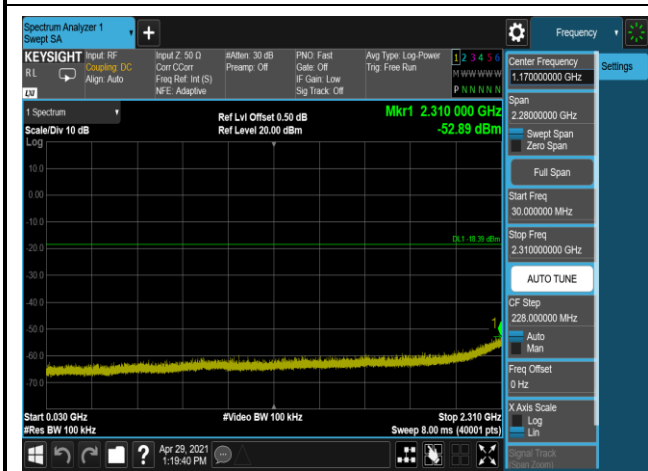 Spectrum Analyzer 1
Swept SA
+
Frequency
KEYSIGHT
RL
LXI
Input: RF
Coupling: DC
Align: Auto
Input Z: 50 Ω
Corr CCorr
Freq Ref: Int (S)
NFE: Adaptive
#Atten: 30 dB
Preamp: Off
PNO: Fast
Gate: Off
IF Gain: Low
Sig Track: Off
Avg Type: Log-Power
Trig: Free Run
1 2 3 4 5 6
M W W W W W
P N N N N N
1 Spectrum
Scale/Div 10 dB
Log
Ref Lvl Offset 0.50 dB
Ref Level 20.00 dBm
Mkr1 2.310 000 GHz
-52.89 dBm
10.0
0.00
-10.0
-20.0
-30.0
-40.0
-50.0
-60.0
-70.0
DL1 -18.39 dBm
1
Start 0.030 GHz
#Res BW 100 kHz
#Video BW 100 kHz
Stop 2.310 GHz
Sweep 8.00 ms (40001 pts)
Center Frequency
1.170000000 GHz
Span
2.28000000 GHz
Swept Span
Zero Span
Full Span
Start Freq
30.000000 MHz
Stop Freq
2.310000000 GHz
AUTO TUNE
CF Step
228.000000 MHz
Auto
Man
Freq Offset
0 Hz
X Axis Scale
Log
Lin
Signal Track
(Span Zoom)
Settings
?
Apr 29, 2021
1:19:40 PM